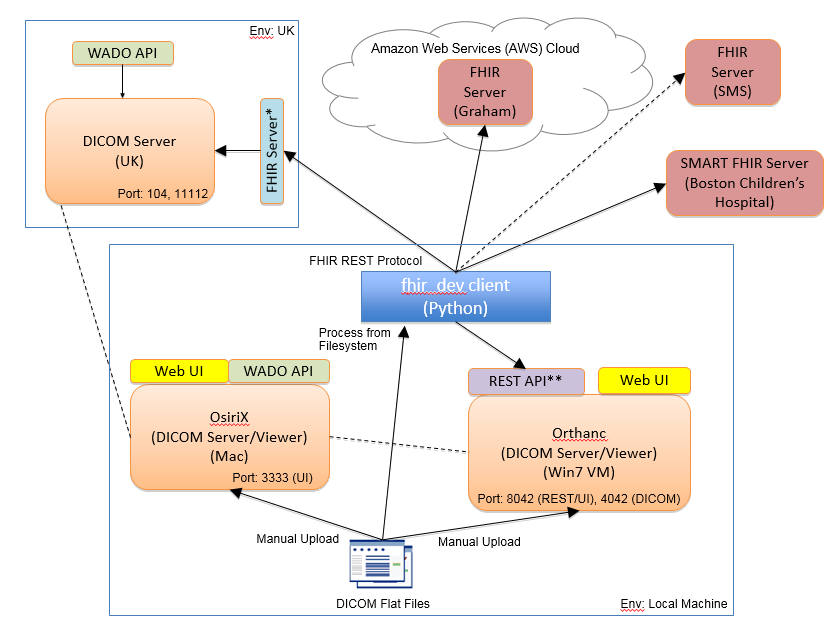 Env: UK
WADO API
DICOM Server
(UK)
Port: 104, 11112
FHIR Server*
Amazon Web Services (AWS) Cloud
FHIR
Server
(Graham)
FHIR
Server
(SMS)
SMART FHIR Server
(Boston Children's
Hospital)
FHIR REST Protocol
fhir_dev client
(Python)
Process from
Filesystem
Web UI
WADO API
OsiriX
(DICOM Server/Viewer)
(Mac)
Port: 3333 (UI)
REST API**
Web UI
Orthanc
(DICOM Server/Viewer)
(Win7 VM)
Port: 8042 (REST/UI), 4042 (DICOM)
Manual Upload
Manual Upload
DICOM Flat Files
Env: Local Machine